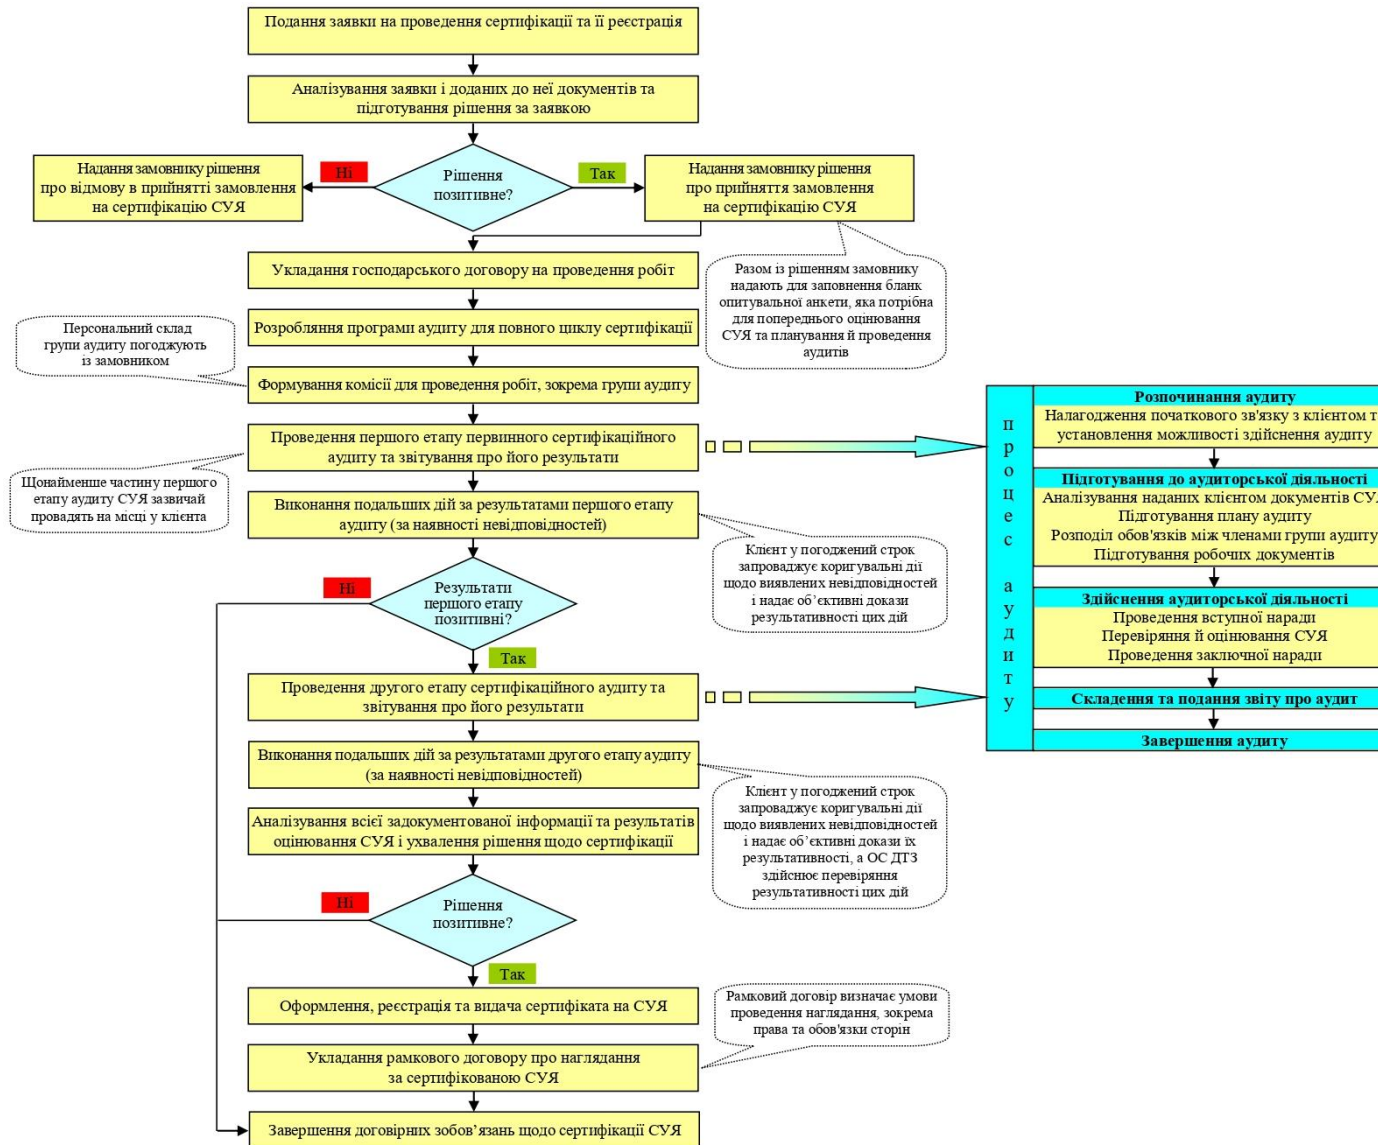 Подання заявки на проведення сертифікації та її реєстрація
Аналізування заявки і доданих до неї документів та
підготування рішення за заявкою
Надання замовнику рішення
про відмову в прийнятті замовлення
на сертифікацію СУЯ
Ні
Рішення
позитивне?
Так
Надання замовнику рішення
про прийняття замовлення
на сертифікацію СУЯ
Укладання господарського договору на проведення робіт
Разом із рішенням замовнику
надають для заповнення бланк
опитувальної анкети, яка потрібна
для попереднього оцінювання
СУЯ та планування й проведення
аудитів
Розробляння програми аудиту для повного циклу сертифікації
Персональний склад
групи аудиту погоджують
із замовником
Формування комісії для проведення робіт, зокрема групи аудиту
Проведення першого етапу первинного сертифікаційного
аудиту та звітування про його результати
Щонайменше частину першого
етапу аудиту СУЯ зазвичай
провадять на місці у клієнта
Виконання подальших дій за результатами першого етапу
аудиту (за наявності невідповідностей)
Клієнт у погоджений строк
запроваджує коригувальні дії
щодо виявлених невідповідностей
і надає об’єктивні докази
результативності цих дій
Ні
Результати
першого етапу
позитивні?
Так
Проведення другого етапу сертифікаційного аудиту та
звітування про його результати
Виконання подальших дій за результатами другого етапу аудиту
(за наявності невідповідностей)
Клієнт у погоджений строк
запроваджує коригувальні дії
щодо виявлених невідповідностей
і надає об’єктивні докази їх
результативності, а ОС ДТЗ
здійснює перевіряння
результативності цих дій
Аналізування всієї задокументованої інформації та результатів
оцінювання СУЯ і ухвалення рішення щодо сертифікації
Ні
Рішення
позитивне?
Так
Оформлення, реєстрація та видача сертифіката на СУЯ
Рамковий договір визначає умови
проведення наглядання, зокрема
права та обов'язки сторін
Укладання рамкового договору про наглядання
за сертифікованою СУЯ
Завершення договірних зобов’язань щодо сертифікації СУЯ
процес аудиту
Розпочинання аудиту
Налагодження початкового зв'язку з клієнтом т
установлення можливості здійснення аудиту
Підготування до аудиторської діяльності
Аналізування наданих клієнтом документів СУ
Підготування плану аудиту
Розподіл обов'язків між членами групи аудиту
Підготування робочих документів
Здійснення аудиторської діяльності
Проведення вступної наради
Перевіряння й оцінювання СУЯ
Проведення заключної наради
Складення та подання звіту про аудит
Завершення аудиту